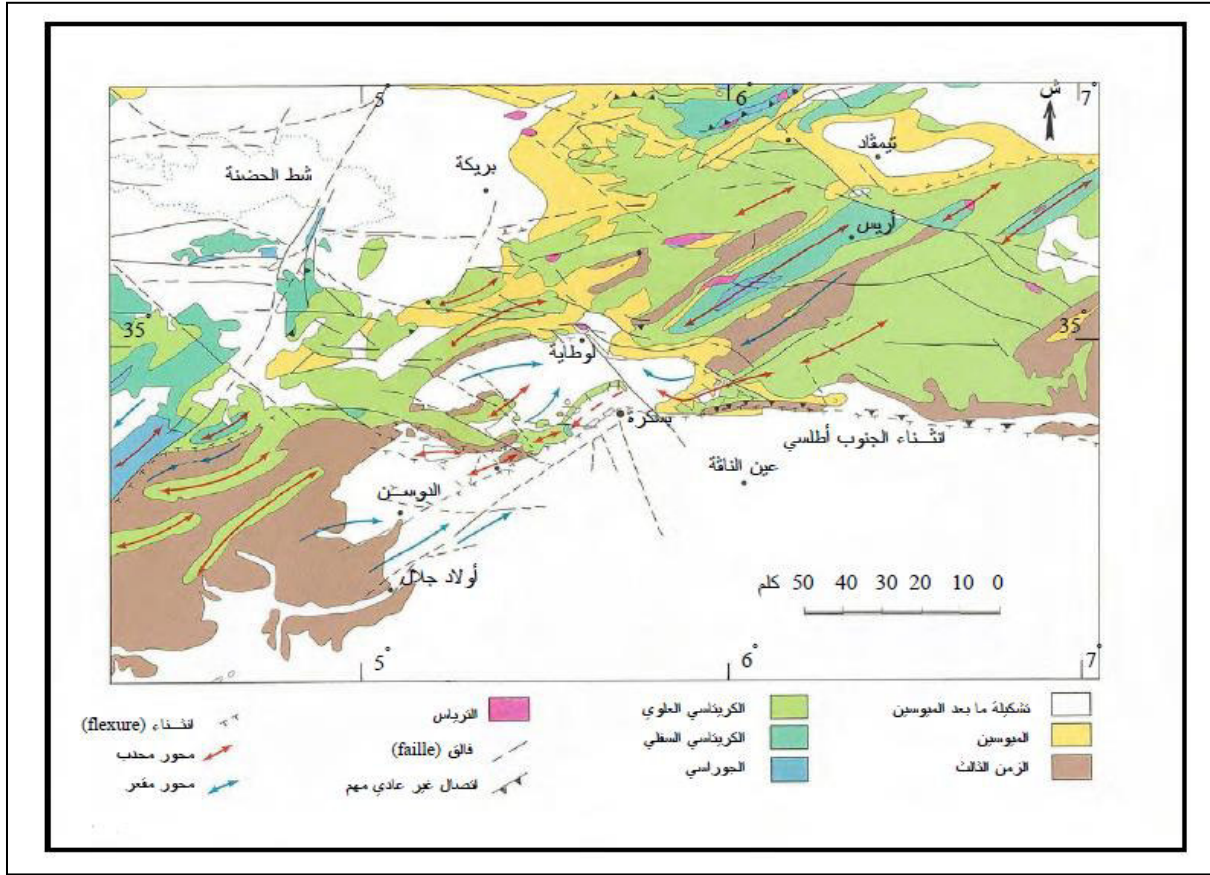 5° 6° 7°
ش
تيمڤاد
شط الحضنة
بريكة
أريس
35° 35°
لوطاية
بسكرة
انثناء الجنوب أطلسي
عين الناقة
الدوسن
أولاد جلال
0 10 20 30 40 50 كلم
5° 6° 7°
تشكيلة ما بعد الميوسين
الميوسين
الزمن الثالث
الكريتاسي العلوي
الكريتاسي السفلي
الجوراسي
الترياس
فالق (faille)
اتصال غير عادي مهم
انثناء (flexure)
محور محدب
محور مقعر